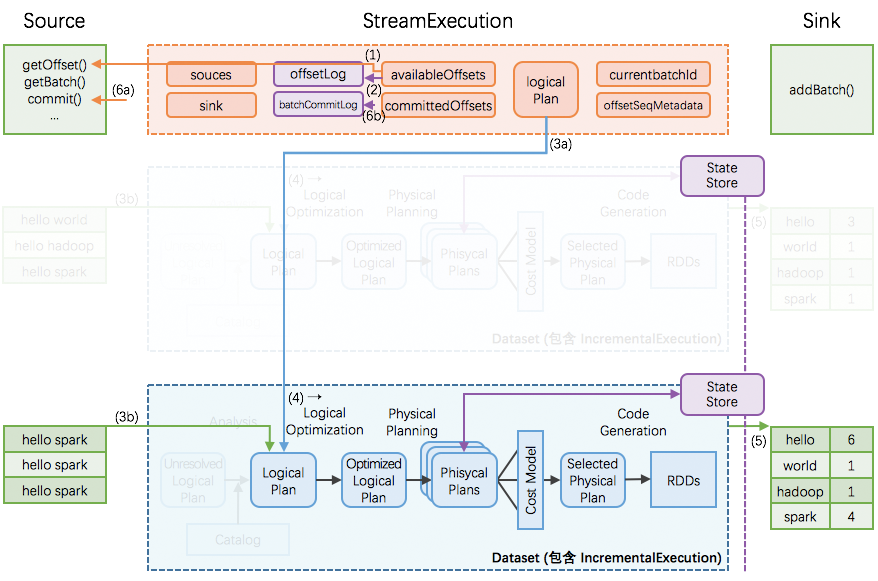 Source
StreamExecution
Sink
getOffset()
getBatch()
commit()
...
(6a)
(1)
souces
offsetLog
availableOffsets
logical
Plan
currentbatchId
(2)
sink
batchCommitLog
committedOffsets
offsetSeqMetadata
(6b)
addBatch()
(3a)
State
Store
(3b)
(4) →
Logical
Optimization
Physical
Planning
Code
Generation
(5)
hello world
hello hadoop
hello spark
Logical
Plan
Optimized
Logical
Plan
Phisycal
Plans
Cost Model
Selected
Physical
Plan
RDDs
hello 3
world 1
hadoop 1
spark 1
Dataset (包含 IncrementalExecution)
State
Store
(3b)
Analysis
(4) →
Logical
Optimization
Physical
Planning
Code
Generation
(5)
hello spark
hello spark
hello spark
Unresolved
Logical
Plan
Logical
Plan
Optimized
Logical
Plan
Phisycal
Plans
Cost Model
Selected
Physical
Plan
RDDs
Catalog
hello 6
world 1
hadoop 1
spark 4
Dataset (包含 IncrementalExecution)